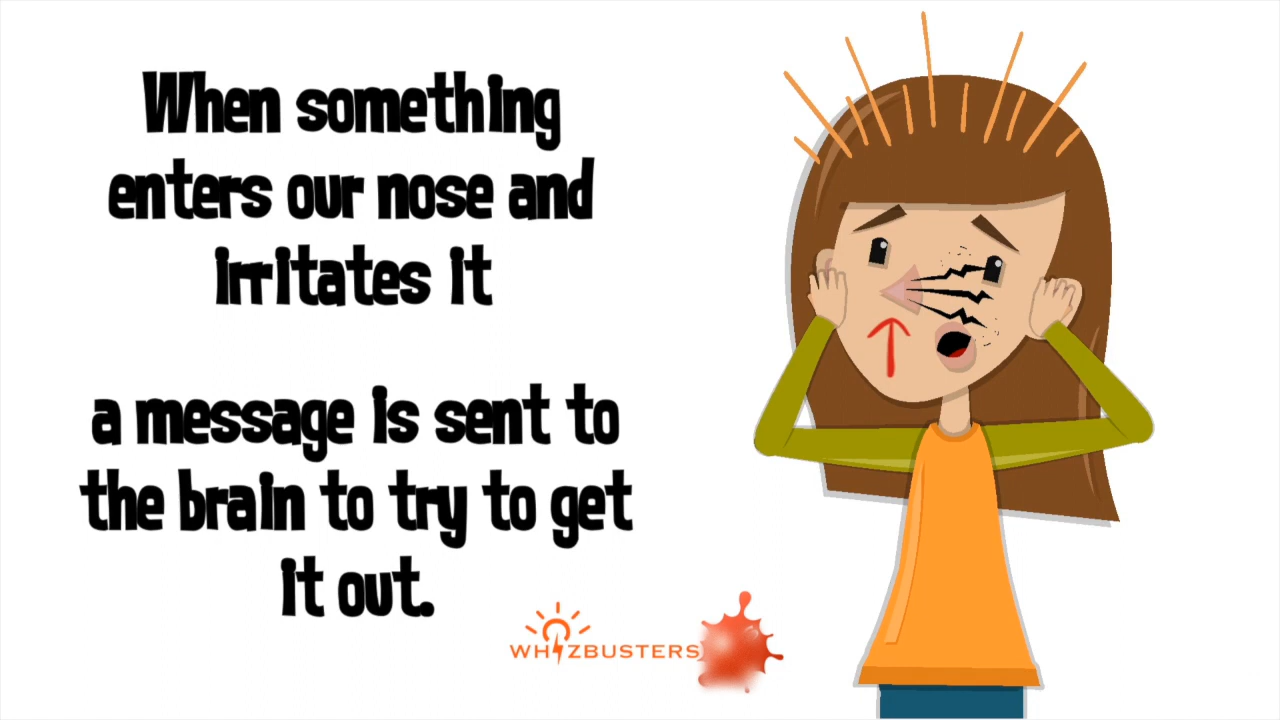 When something
enters our nose and
irritates it
a message is sent to
the brain to try to get
it out.
WHIZBUSTERS